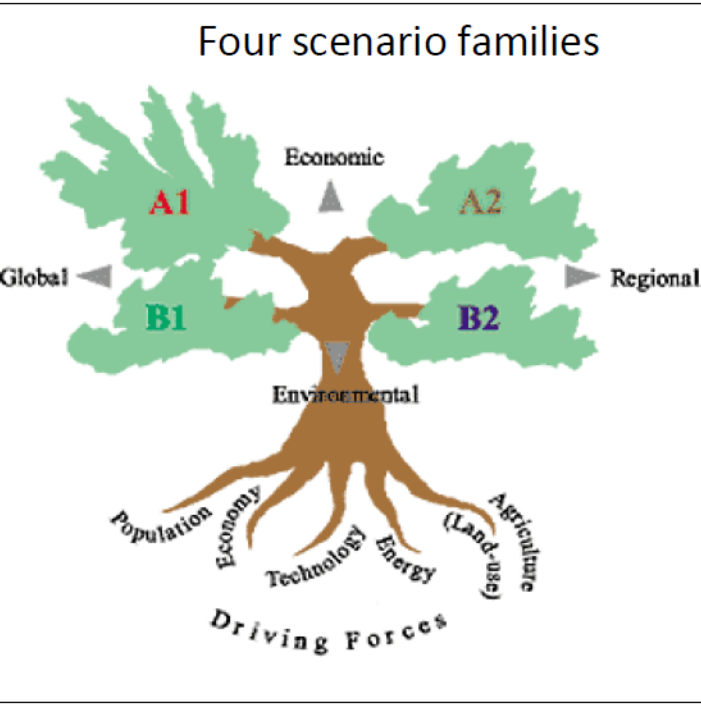 Four scenario families
Economic
A1
A2
Global
Regional
B1
B2
Environmental
Population
Economy
Technology
Energy
(Land-use)
Agriculture
Driving Forces